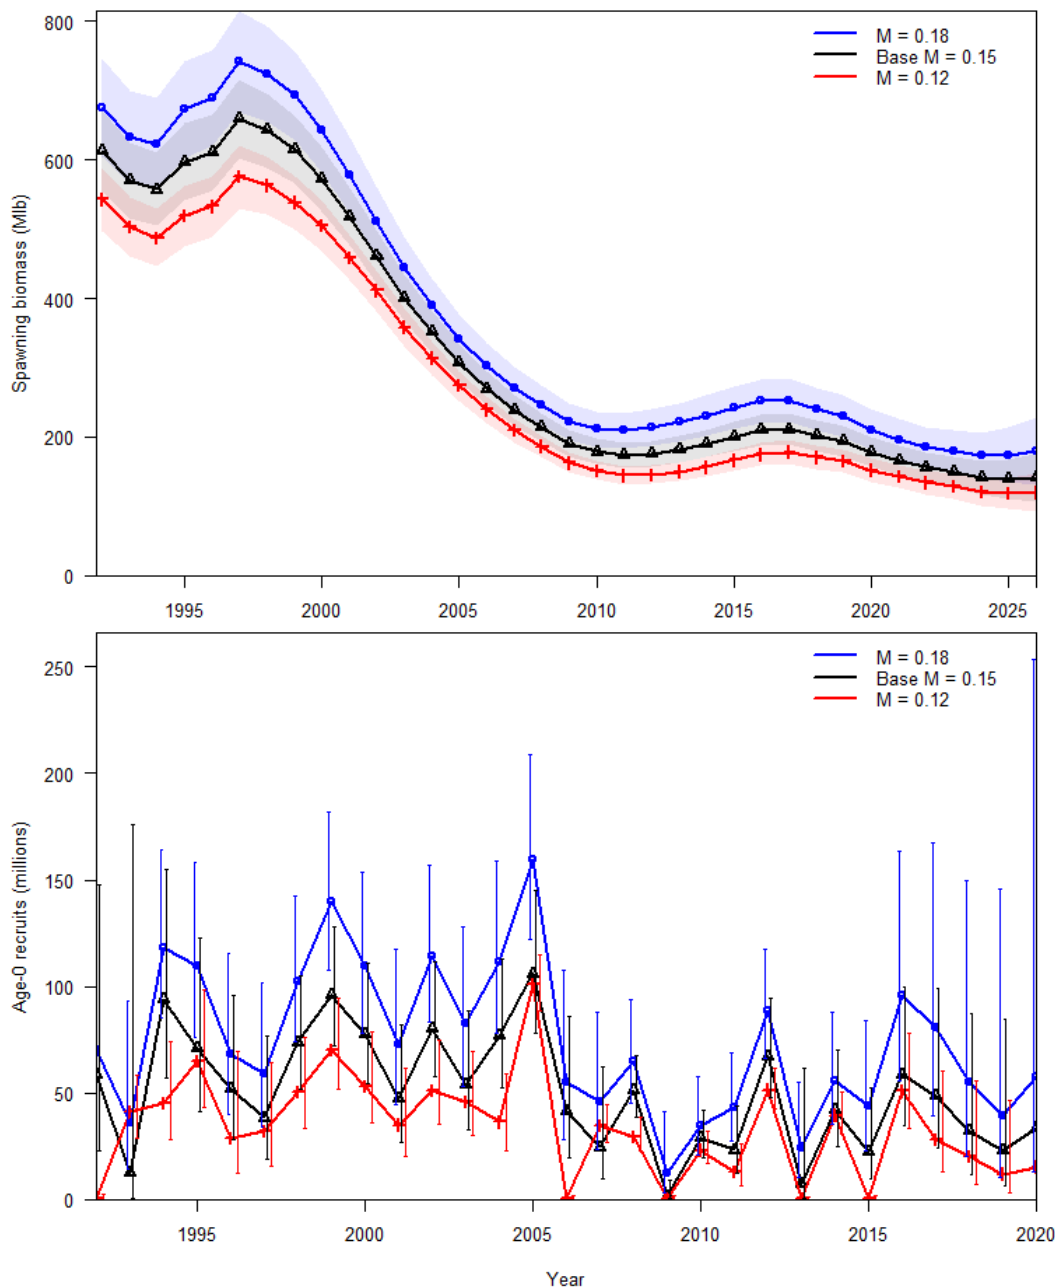 800
600
400
200
0
Spawning biomass (Mlb)
M = 0.18
Base M = 0.15
M = 0.12
1995
2000
2005
2010
2015
2020
2025
250
200
150
100
50
0
Age-0 recruits (millions)
M = 0.18
Base M = 0.15
M = 0.12
1995
2000
2005
2010
2015
2020
Year